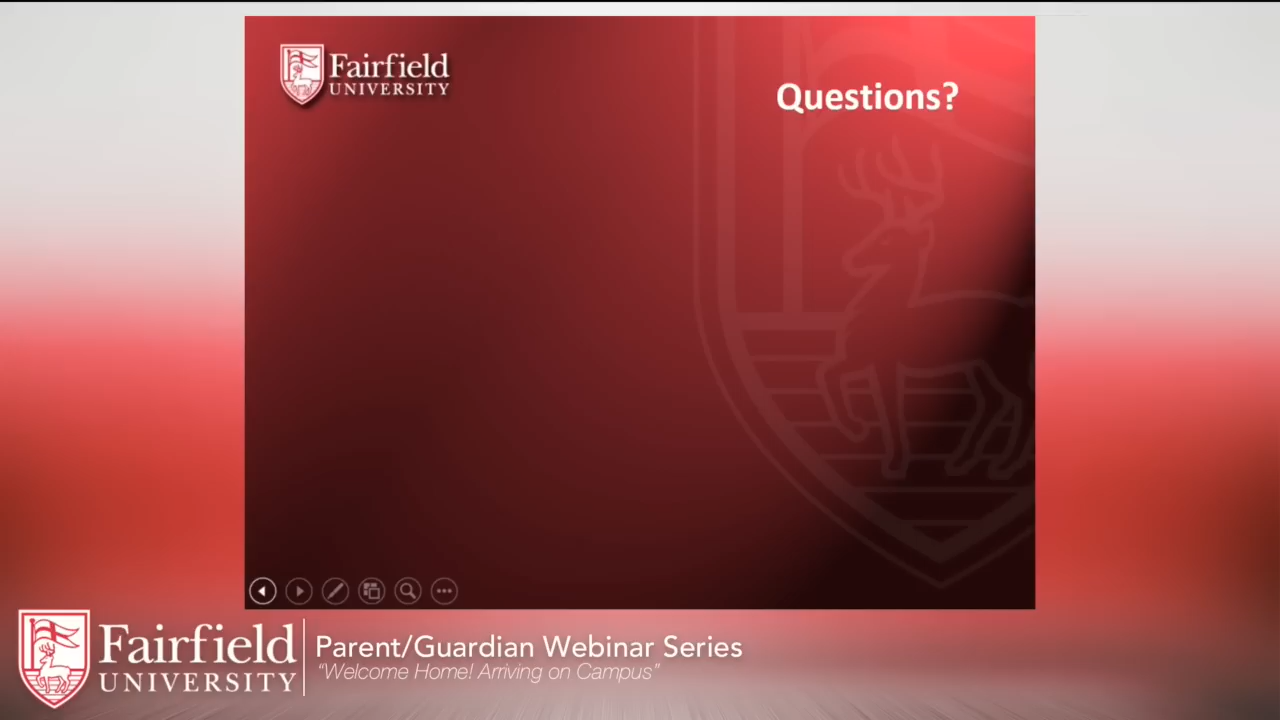 Fairfield
UNIVERSITY
Questions?
Fairfield
UNIVERSITY
Parent/Guardian Webinar Series
“Welcome Home! Arriving on Campus”